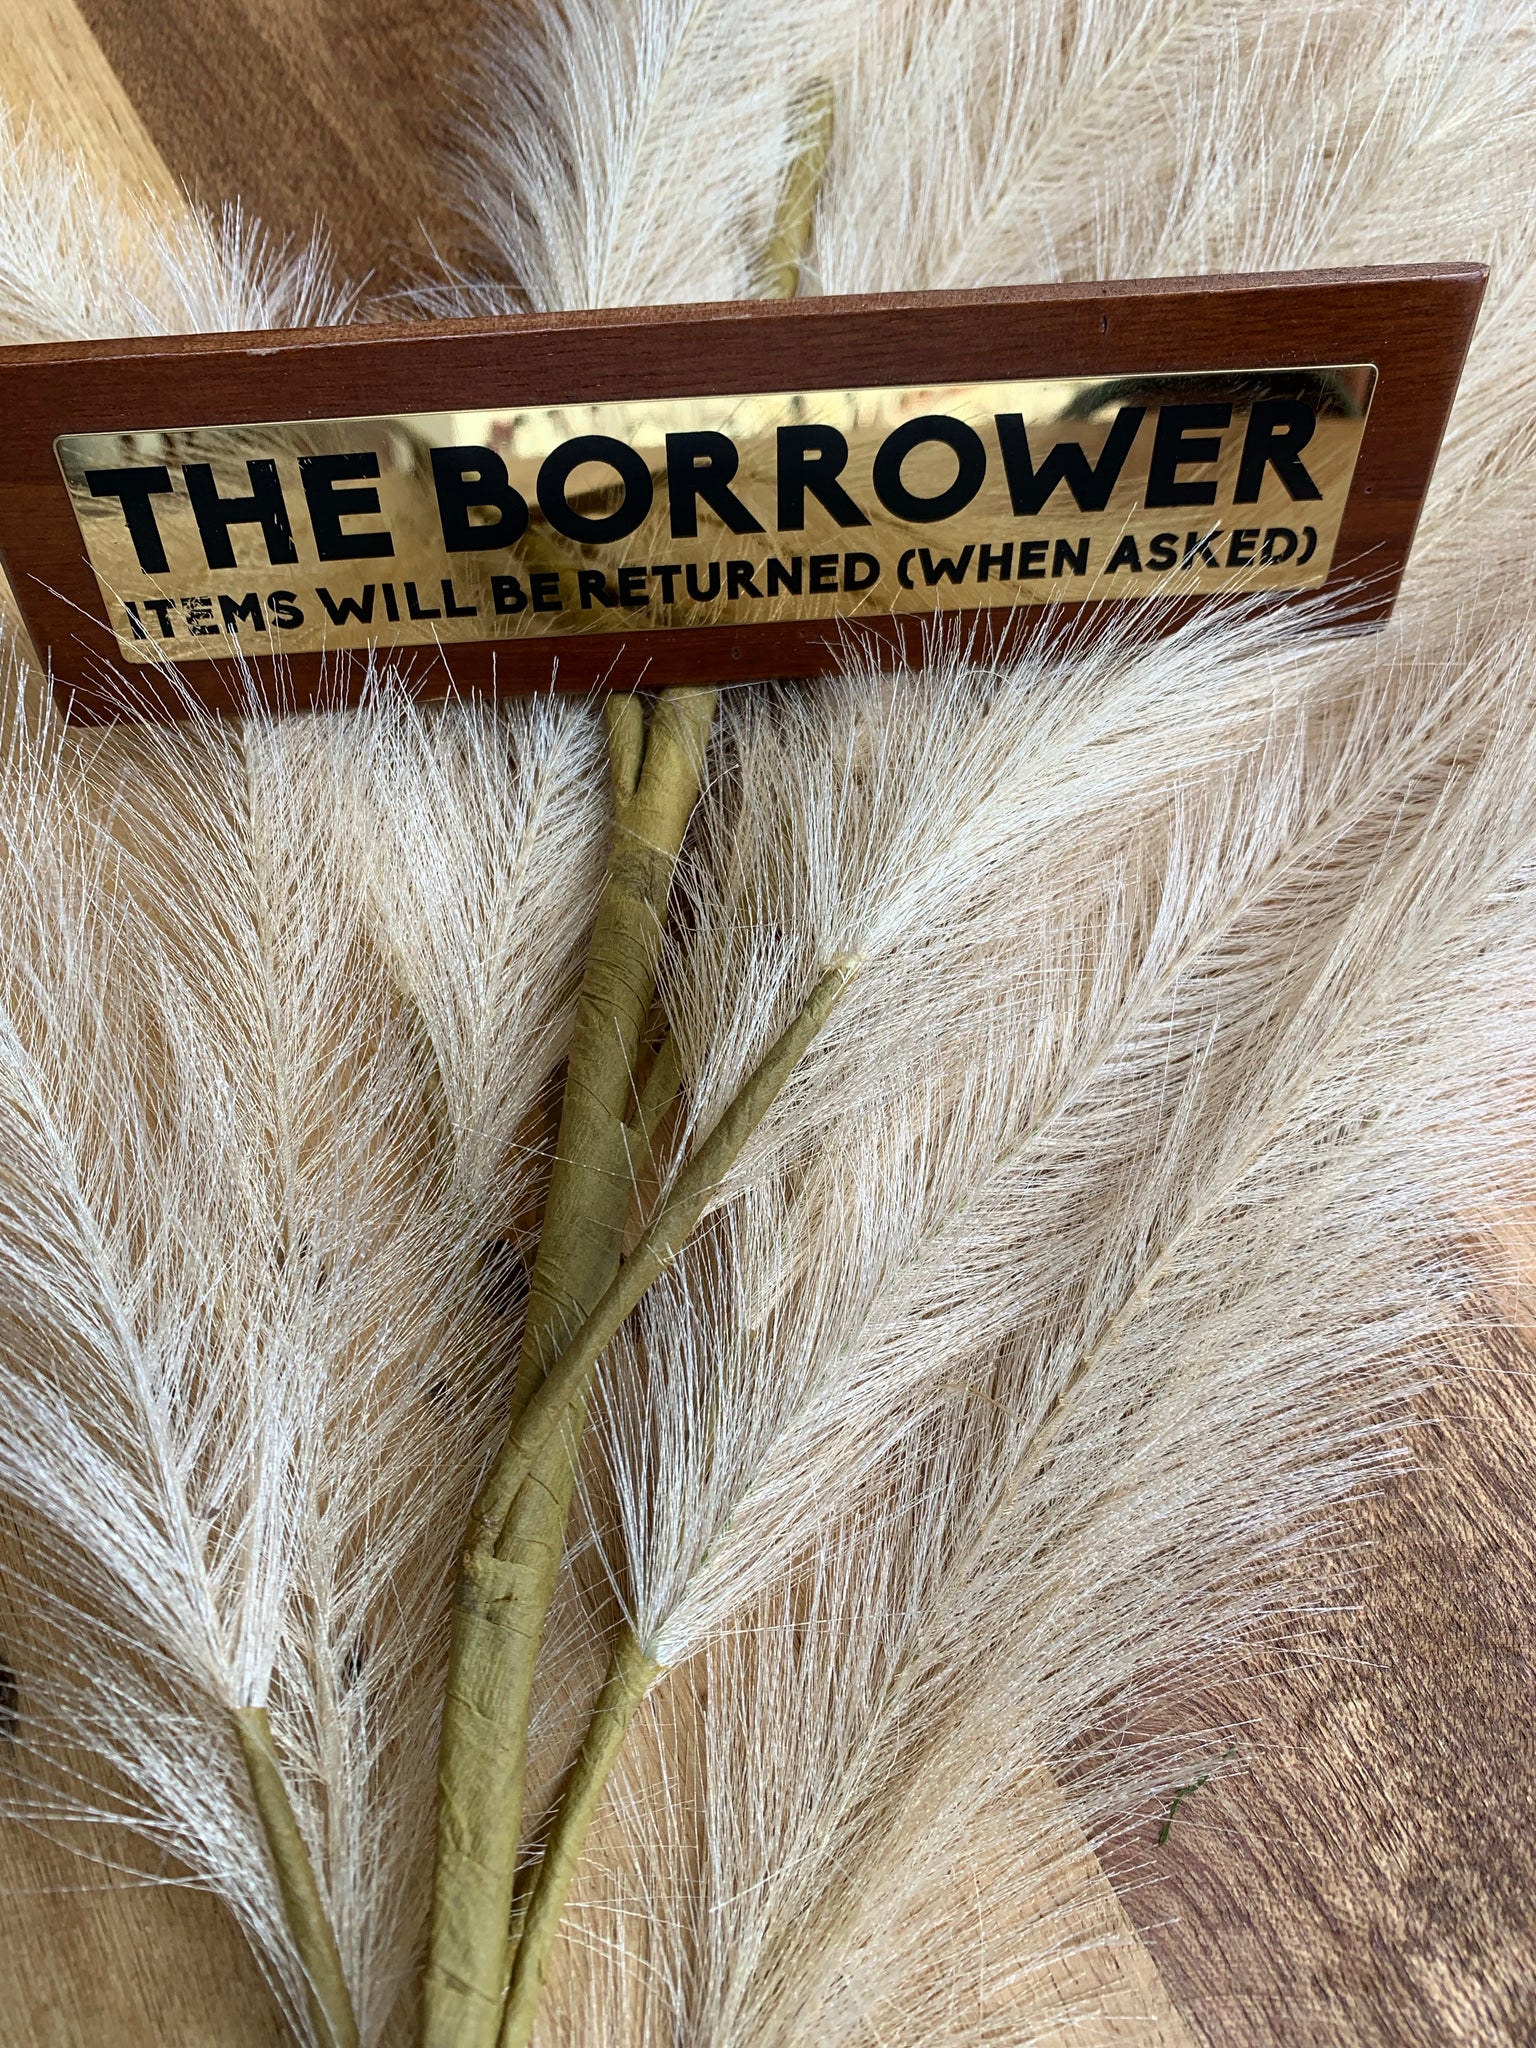 THE BORROWER
ITEMS WILL BE RETURNED (WHEN ASKED)